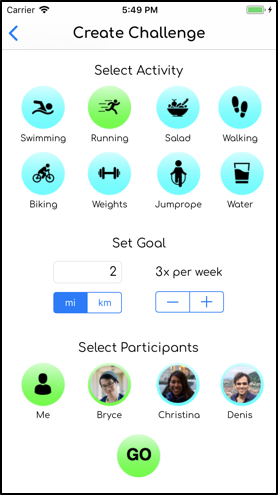 Carrier 5:49 PM
Create Challenge
Select Activity
Swimming Running Salad Walking
Biking Weights Jumprope Water
Set Goal
2 3x per week
mi km − +
Select Participants
Me Bryce Christina Denis
GO